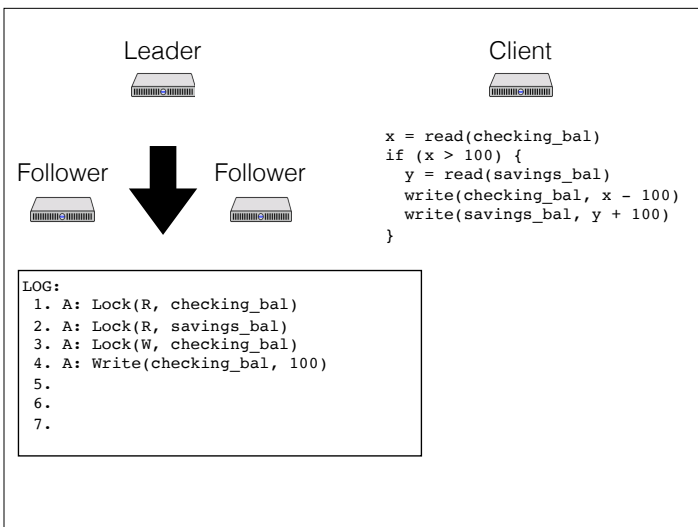 Leader
Client
Follower
Follower
x = read(checking_bal)
if (x > 100) {
  y = read(savings_bal)
  write(checking_bal, x - 100)
  write(savings_bal, y + 100)
}
LOG:
1. A: Lock(R, checking_bal)
2. A: Lock(R, savings_bal)
3. A: Lock(W, checking_bal)
4. A: Write(checking_bal, 100)
5.
6.
7.